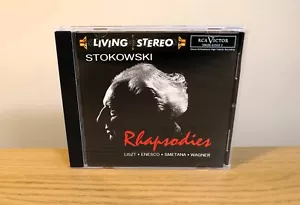 LIVING STEREO
RCA VICTOR
STOKOWSKI
Rhapsodies
LISZT • ENESCO • SMETANA • WAGNER